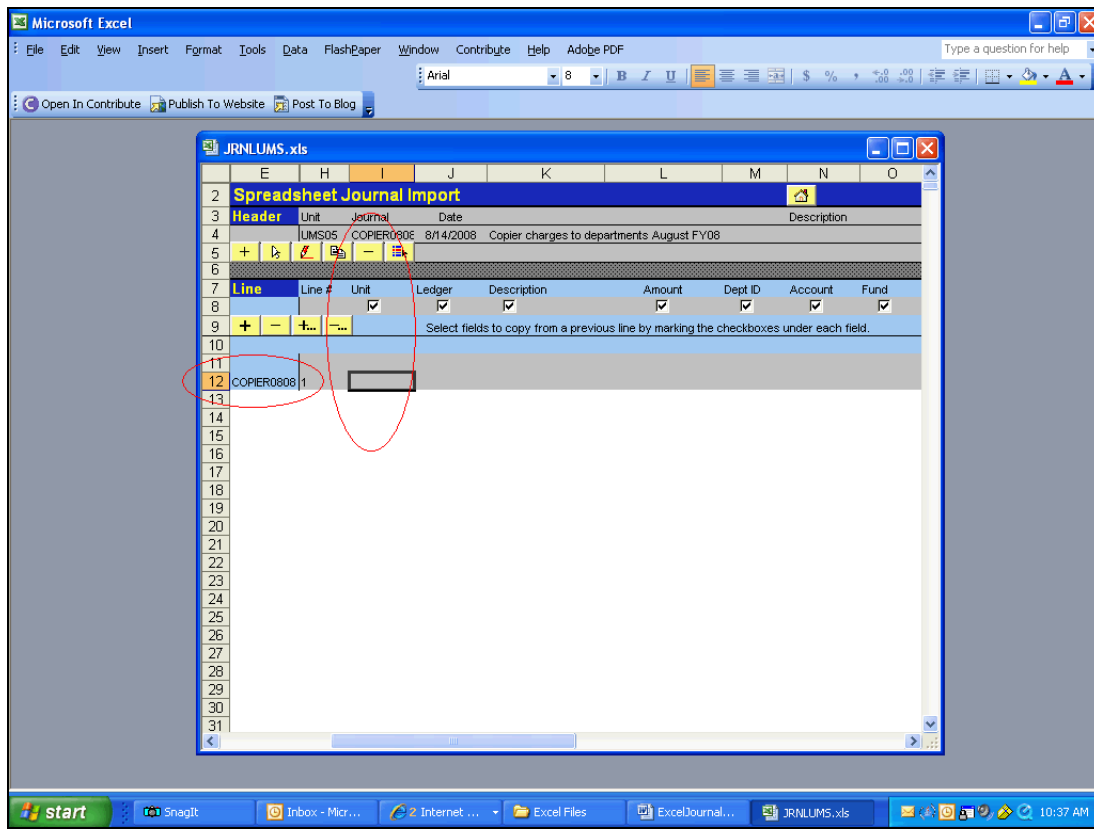 Microsoft Excel
File Edit View Insert Format Tools Data FlashPaper Window Contribute Help Adobe PDF Type a question for help
Arial 8 B I U $ % ,
Open In Contribute Publish To Website Post To Blog
JRNLUMS.xls
E H I J K L M N O
2 Spreadsheet Journal Import
3 Header Unit Journal Date Description
4 UMS05 COPIER0808 8/14/2008 Copier charges to departments August FY08
5 + −
6
7 Line Line # Unit Ledger Description Amount Dept ID Account Fund
8
9 + − +... −... Select fields to copy from a previous line by marking the checkboxes under each field.
10
11
12 COPIER0808 1
13
14
15
16
17
18
19
20
21
22
23
24
25
26
27
28
29
30
31
start SnagIt Inbox - Micr... 2 Internet ... Excel Files ExcelJournal... JRNLUMS.xls 10:37 AM